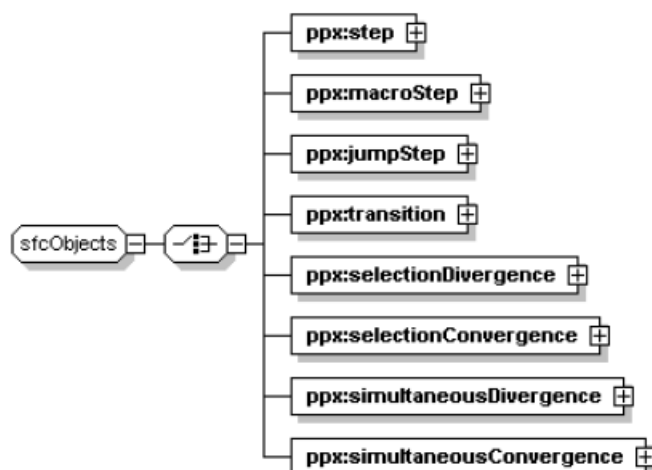 ppx:step
ppx:macroStep
ppx:jumpStep
ppx:transition
sfcObjects
ppx:selectionDivergence
ppx:selectionConvergence
ppx:simultaneousDivergence
ppx:simultaneousConvergence